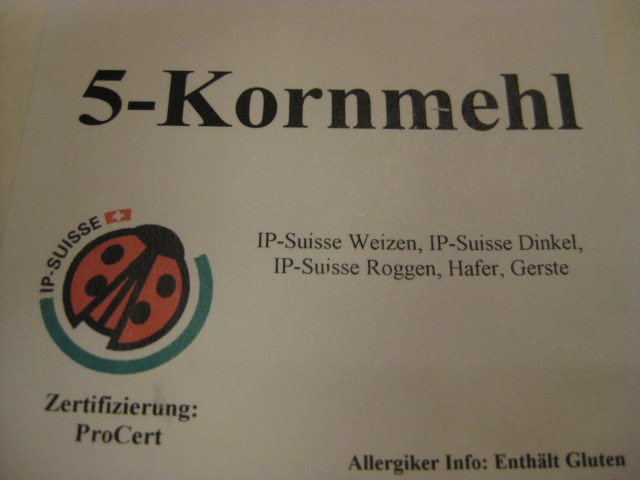 5-Kornmehl
IP-SUISSE
IP-Suisse Weizen, IP-Suisse Dinkel,
IP-Suisse Roggen, Hafer, Gerste
Zertifizierung:
ProCert
Allergiker Info: Enthält Gluten